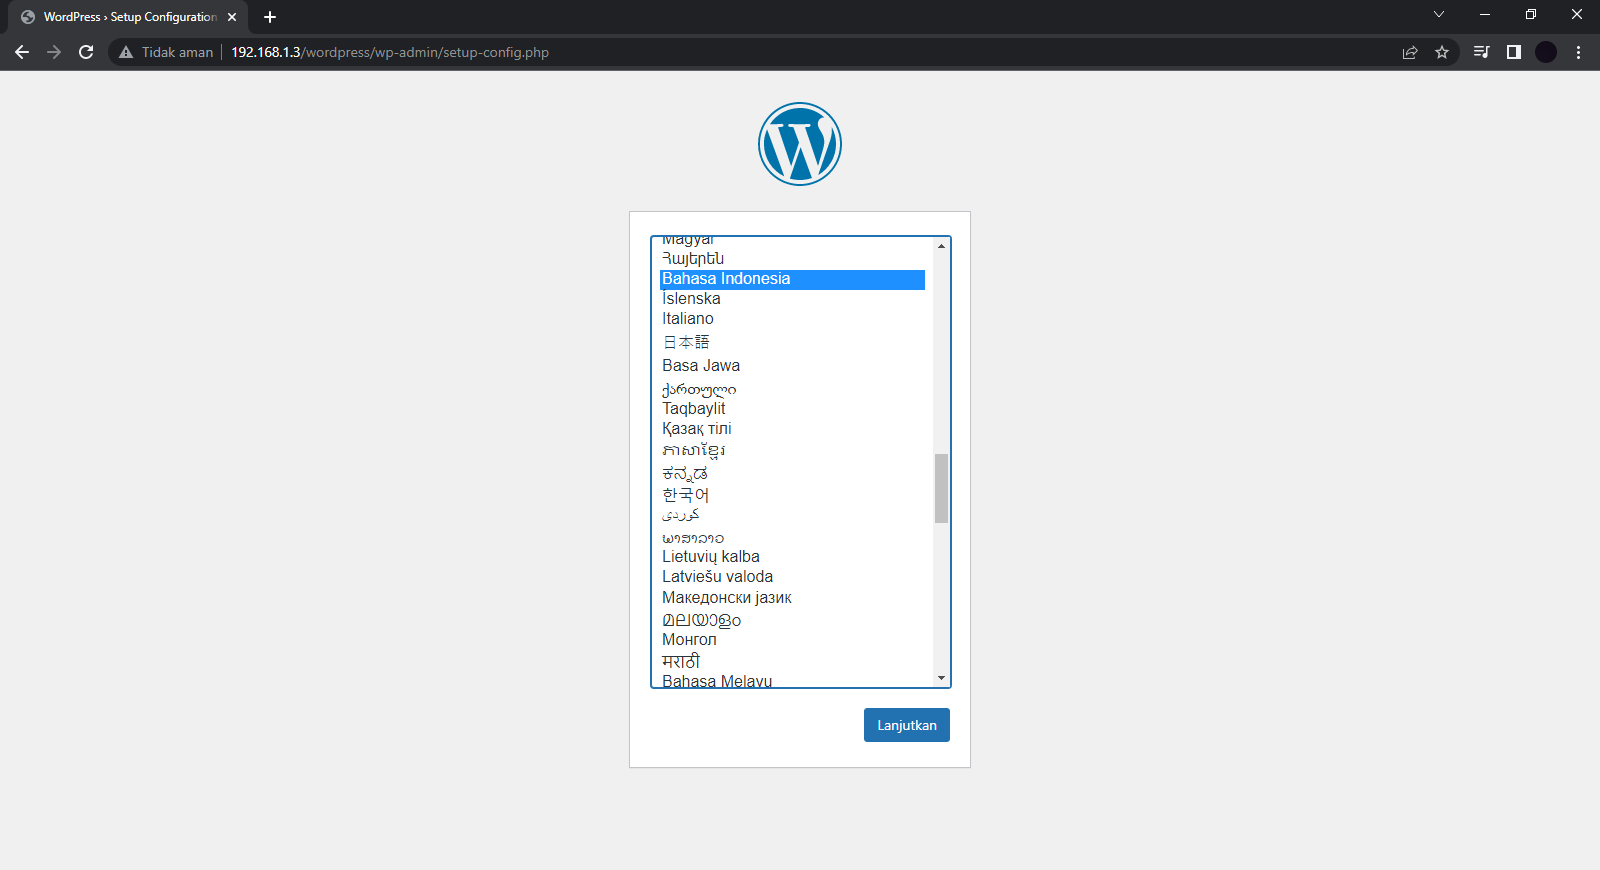 WordPress › Setup Configuration
Tidak aman
192.168.1.3/wordpress/wp-admin/setup-config.php
Magyar
Հայերեն
Bahasa Indonesia
Íslenska
Italiano
日本語
Basa Jawa
ქართული
Taqbaylit
Қазақ тілі
ភាសាខ្មែរ
ಕನ್ನಡ
한국어
كوردی
ພາສາລາວ
Lietuvių kalba
Latviešu valoda
Македонски јазик
മലയാളം
Монгол
मराठी
Bahasa Melayu
Lanjutkan